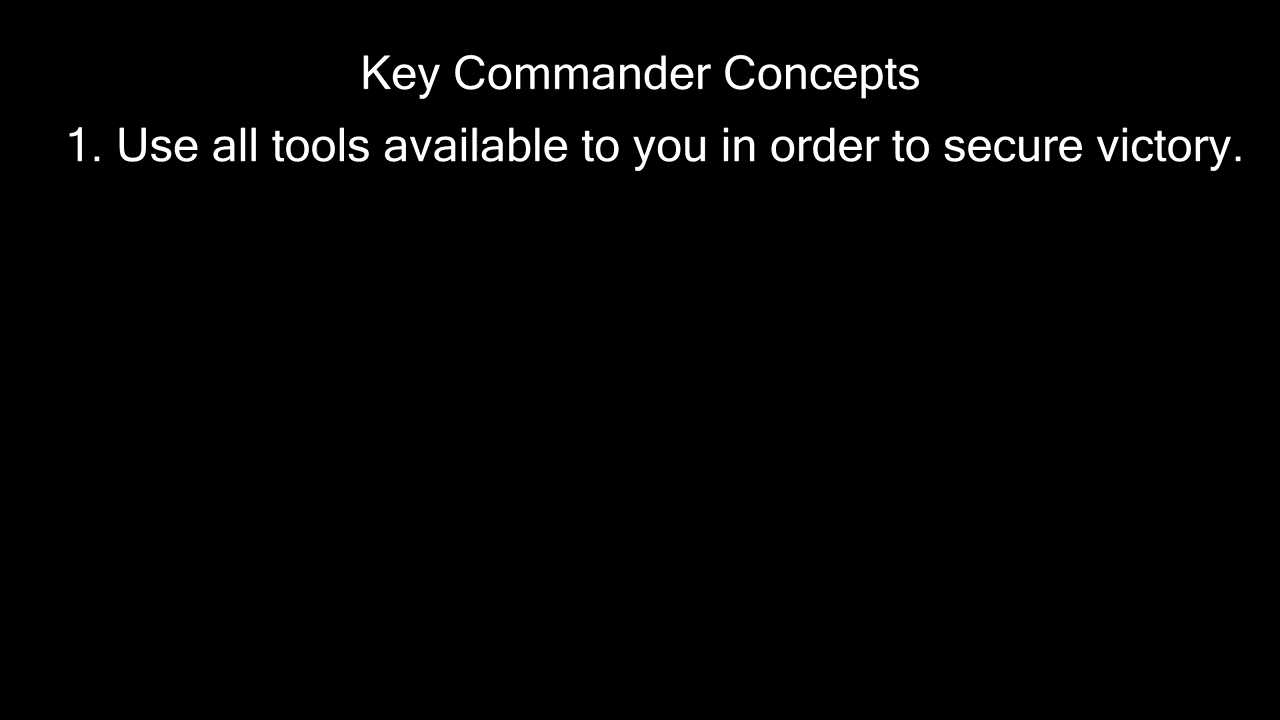 Key Commander Concepts
1. Use all tools available to you in order to secure victory.